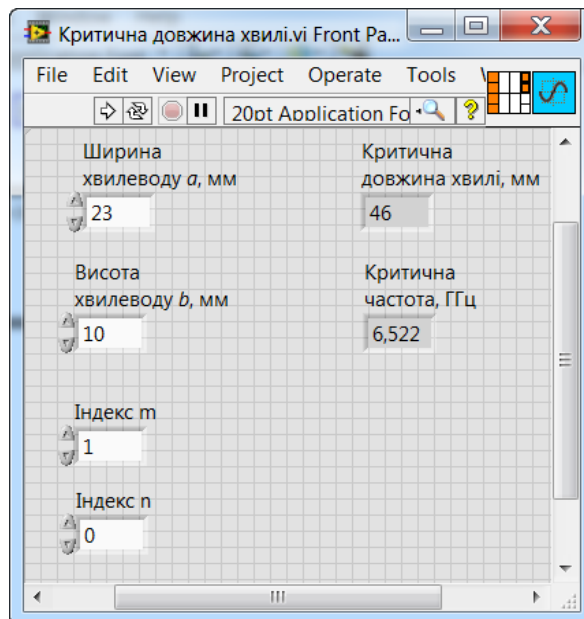 Критична довжина хвилі.vi Front Pa...
File Edit View Project Operate Tools
20pt Application Fo
Ширина
хвилеводу a, мм
23
Критична
довжина хвилі, мм
46
Висота
хвилеводу b, мм
10
Критична
частота, ГГц
6,522
Індекс m
1
Індекс n
0